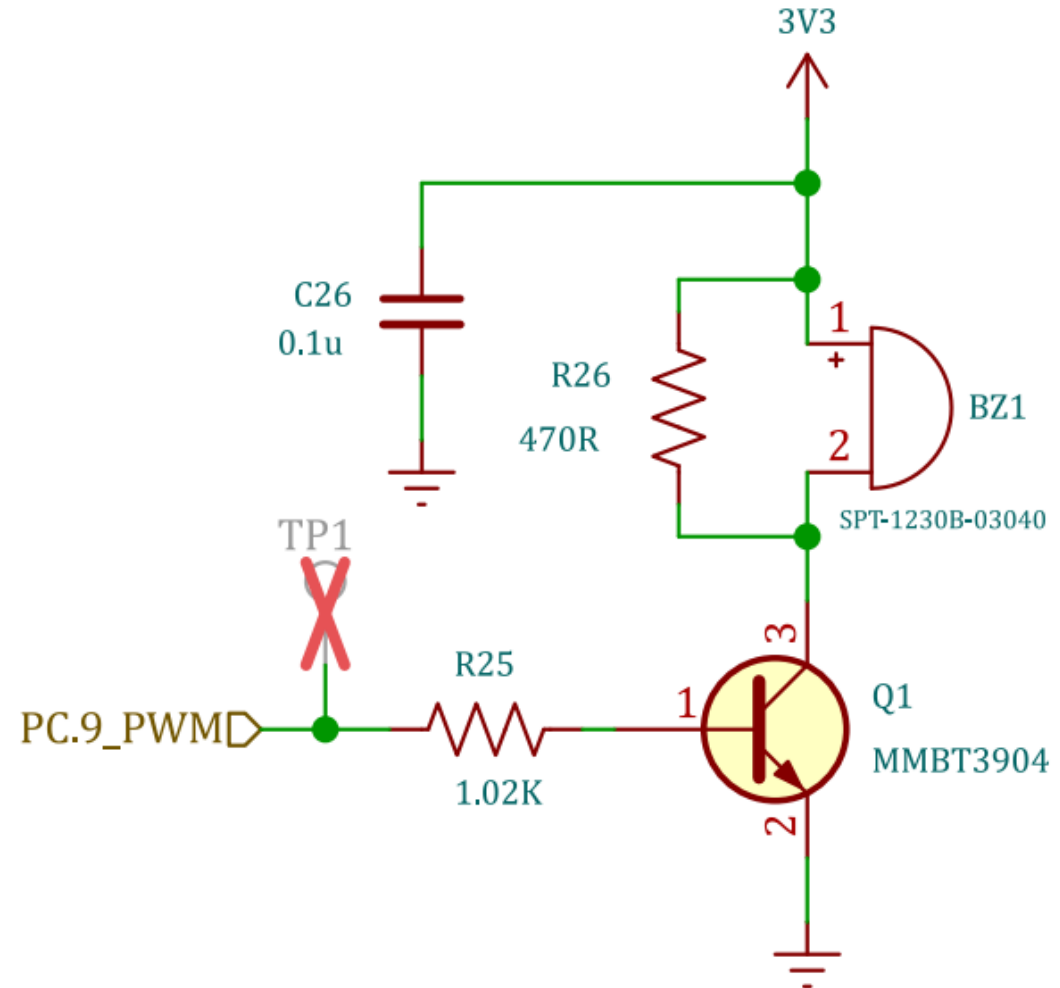 3V3
C26
0.1u
R26
470R
1
+
2
BZ1
SPT-1230B-03040
TP1
R25
1.02K
PC.9_PWM
1
3
2
Q1
MMBT3904